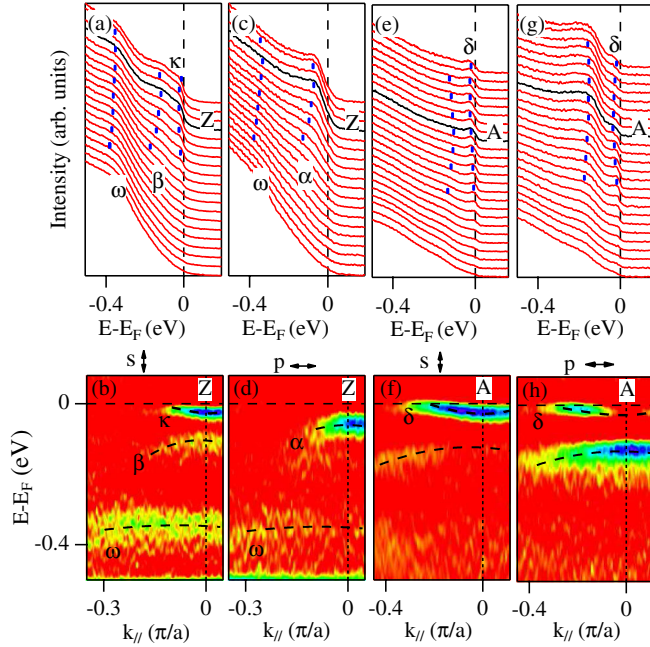 (a) (c) (e) (g)
κ δ δ
Z Z A A
β α
ω ω
Intensity (arb. units)
-0.4 0 -0.4 0 -0.4 0 -0.4 0
E-E_F (eV) E-E_F (eV) E-E_F (eV) E-E_F (eV)
s p s p
(b) Z (d) Z (f) A (h) A
0
κ δ δ
β α
ω ω
-0.4
E-E_F (eV)
-0.3 0 0 -0.4 0 -0.4 0
k_// (π/a) k_// (π/a) k_// (π/a) k_// (π/a)